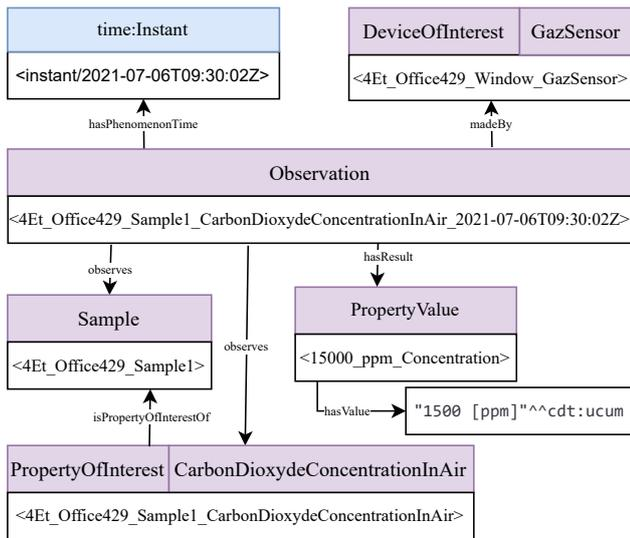 time:Instant
DeviceOfInterest GazSensor
<instant/2021-07-06T09:30:02Z>
<4Et_Office429_Window_GazSensor>
hasPhenomenonTime
madeBy
Observation
<4Et_Office429_Sample1_CarbonDioxydeConcentrationInAir_2021-07-06T09:30:02Z>
observes
hasResult
Sample
PropertyValue
observes
<4Et_Office429_Sample1>
<15000_ppm_Concentration>
isPropertyOfInterestOf
hasValue
"1500 [ppm]"^^cdt:ucum
PropertyOfInterest CarbonDioxydeConcentrationInAir
<4Et_Office429_Sample1_CarbonDioxydeConcentrationInAir>